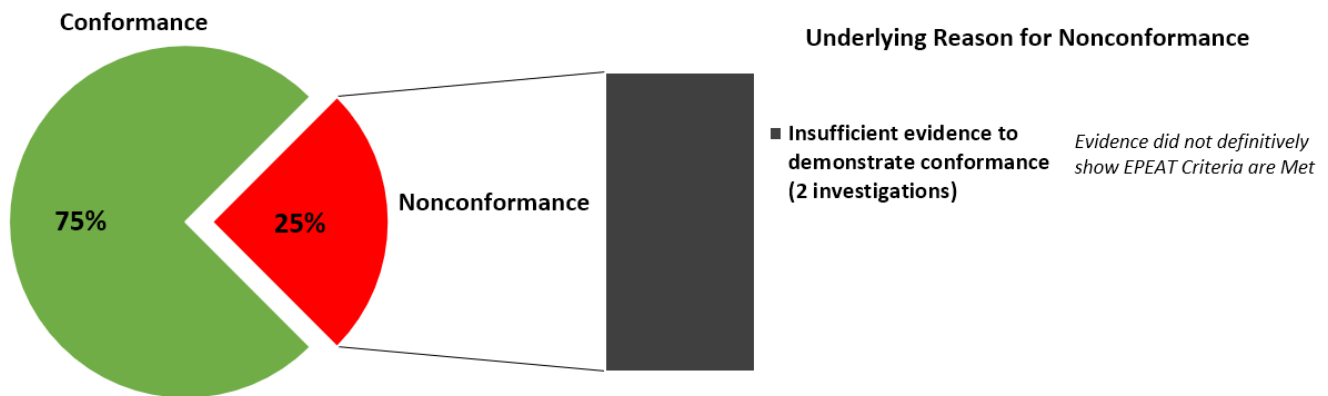 Conformance
75%
25%
Nonconformance
Underlying Reason for Nonconformance
Insufficient evidence to
demonstrate conformance
(2 investigations)
Evidence did not definitively
show EPEAT Criteria are Met